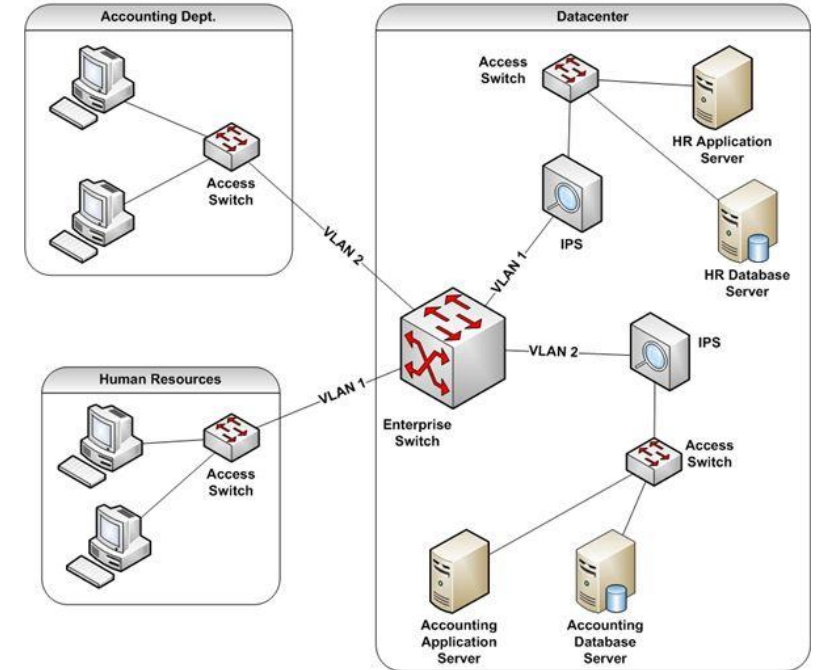 Accounting Dept.
Access
Switch
VLAN 2
Human Resources
Access
Switch
VLAN 1
Datacenter
Access
Switch
HR Application
Server
IPS
HR Database
Server
VLAN 1
Enterprise
Switch
VLAN 2
IPS
Access
Switch
Accounting
Application
Server
Accounting
Database
Server